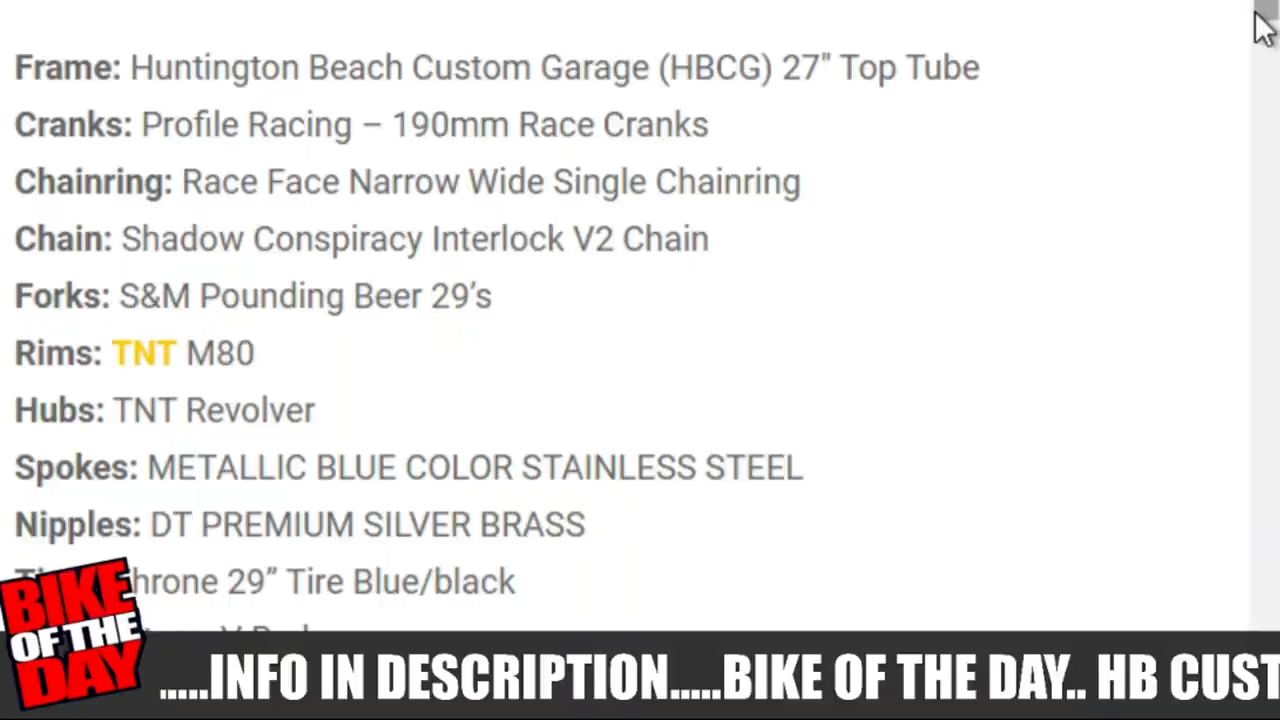 Frame: Huntington Beach Custom Garage (HBCG) 27" Top Tube
Cranks: Profile Racing – 190mm Race Cranks
Chainring: Race Face Narrow Wide Single Chainring
Chain: Shadow Conspiracy Interlock V2 Chain
Forks: S&M Pounding Beer 29’s
Rims: TNT M80
Hubs: TNT Revolver
Spokes: METALLIC BLUE COLOR STAINLESS STEEL
Nipples: DT PREMIUM SILVER BRASS
hrone 29” Tire Blue/black
BIKE
OF THE
DAY
.....INFO IN DESCRIPTION.....BIKE OF THE DAY.. HB CUST